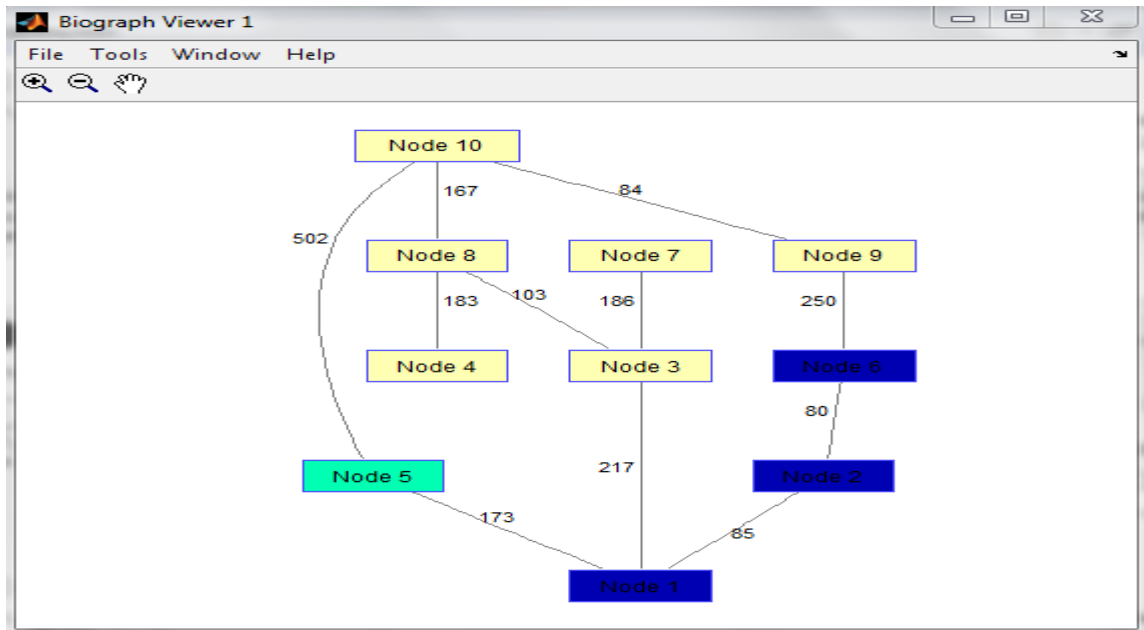 Biograph Viewer 1
File Tools Window Help
Node 10
167
84
502
Node 8
Node 7
Node 9
183
103
186
250
Node 4
Node 3
Node 6
80
217
Node 5
Node 2
173
85
Node 1